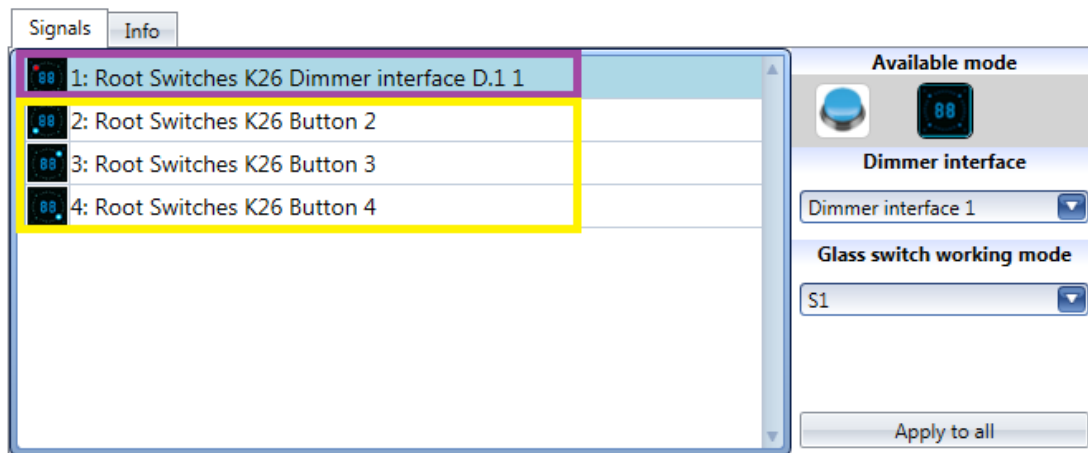 Signals
Info
1: Root Switches K26 Dimmer interface D.1 1
2: Root Switches K26 Button 2
3: Root Switches K26 Button 3
4: Root Switches K26 Button 4
Available mode
88
Dimmer interface
Dimmer interface 1
Glass switch working mode
S1
Apply to all